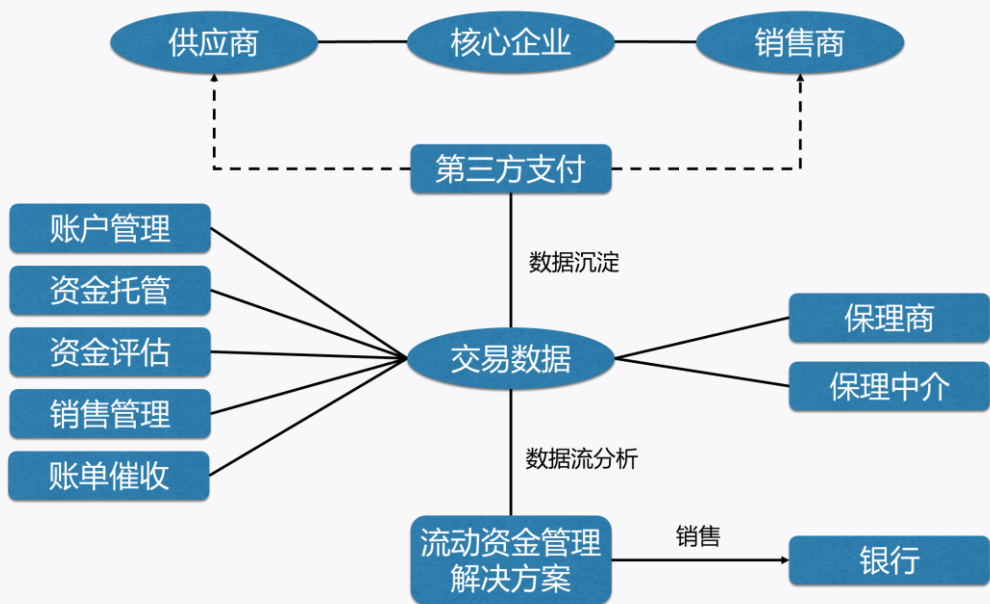 供应商
核心企业
销售商
第三方支付
账户管理
数据沉淀
资金托管
保理商
资金评估
交易数据
保理中介
销售管理
数据流分析
账单催收
流动资金管理
解决方案
销售
银行